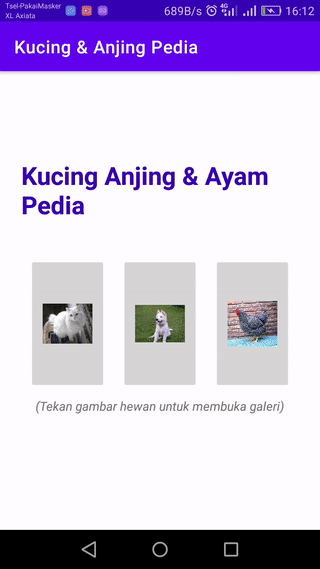 Tsel-PakaiMasker
XL Axiata
689B/s 4G 16:12
Kucing & Anjing Pedia
Kucing Anjing & Ayam
Pedia
(Tekan gambar hewan untuk membuka galeri)